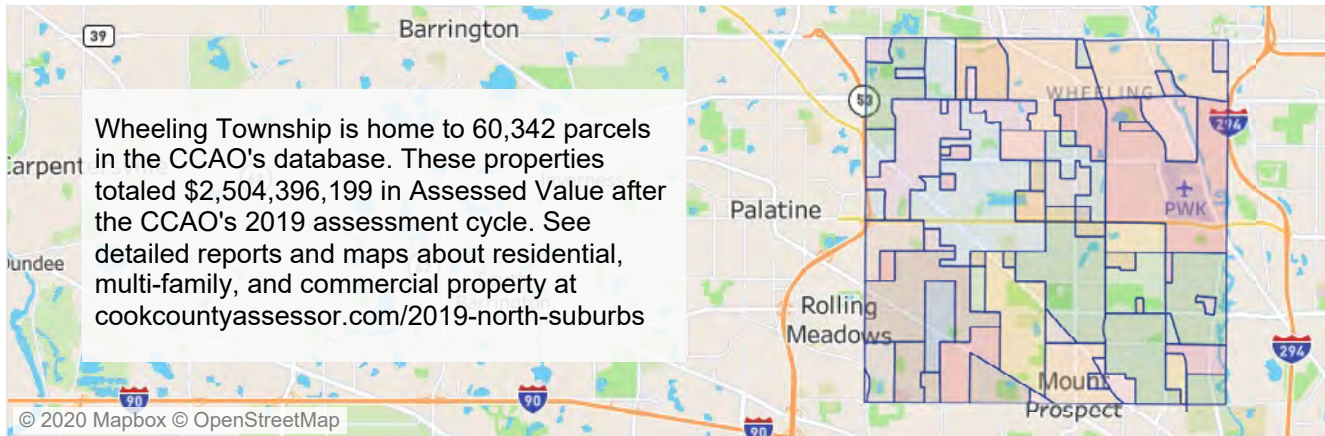 39
Barrington
WHEELING
53
294
Wheeling Township is home to 60,342 parcels
in the CCAO's database. These properties
totaled $2,504,396,199 in Assessed Value after
the CCAO's 2019 assessment cycle. See
detailed reports and maps about residential,
multi-family, and commercial property at
cookcountyassessor.com/2019-north-suburbs
Palatine
PWK
Rolling
Meadows
294
Mount
Prospect
90
90
90
© 2020 Mapbox © OpenStreetMap